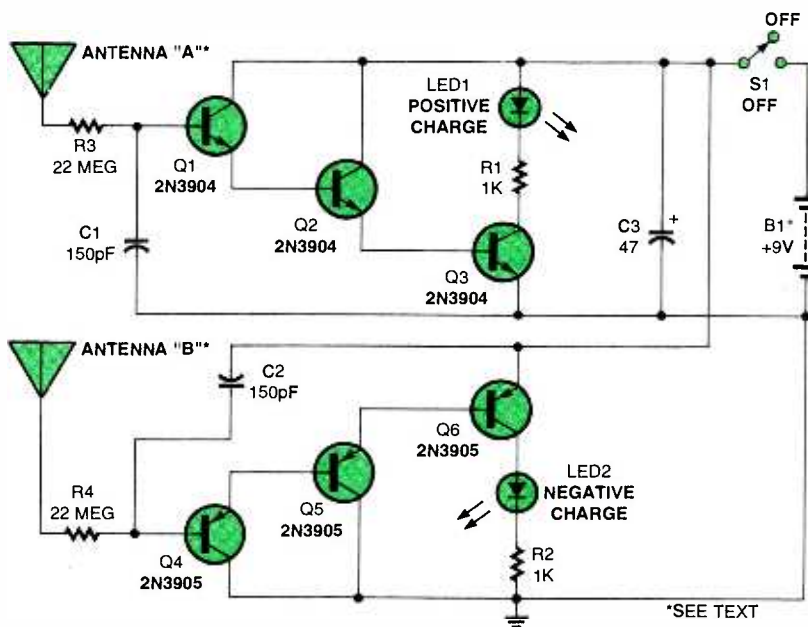 ANTENNA "A"*
R3
22 MEG
C1
150pF
Q1
2N3904
Q2
2N3904
LED1
POSITIVE
CHARGE
R1
1K
Q3
2N3904
C3
47
+
OFF
S1
OFF
B1*
+9V
ANTENNA "B"*
C2
150pF
R4
22 MEG
Q4
2N3905
Q5
2N3905
Q6
2N3905
LED2
NEGATIVE
CHARGE
R2
1K
*SEE TEXT